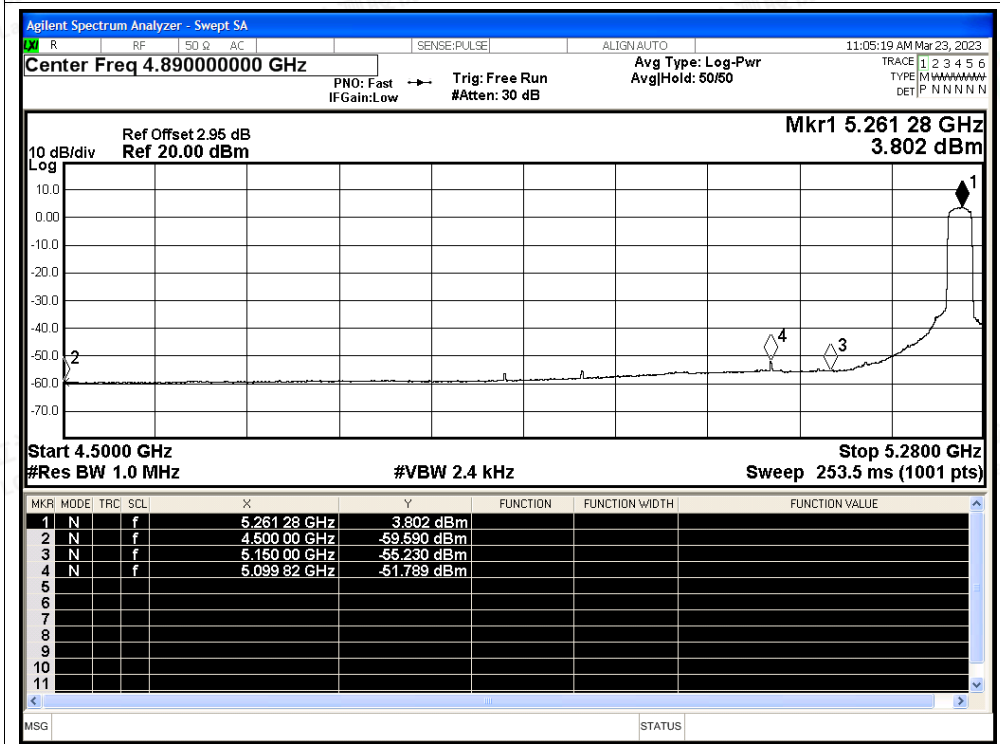 Agilent Spectrum Analyzer - Swept SA
LXI R RF 50 Ω AC SENSE:PULSE ALIGN AUTO 11:05:19 AM Mar 23, 2023
Center Freq 4.890000000 GHz
PNO: Fast
IFGain:Low
Trig: Free Run
#Atten: 30 dB
Avg Type: Log-Pwr
Avg|Hold: 50/50
TRACE 1 2 3 4 5 6
TYPE M
DET P N N N N N
Mkr1 5.261 28 GHz
3.802 dBm
Ref Offset 2.95 dB
10 dB/div Ref 20.00 dBm
Log
1
10.0
0.00
-10.0
-20.0
-30.0
-40.0
4
3
-50.0
2
-60.0
-70.0
Start 4.5000 GHz Stop 5.2800 GHz
#Res BW 1.0 MHz #VBW 2.4 kHz Sweep 253.5 ms (1001 pts)
MKR MODE TRC SCL X Y FUNCTION FUNCTION WIDTH FUNCTION VALUE
1 N f 5.261 28 GHz 3.802 dBm
2 N f 4.500 00 GHz -59.590 dBm
3 N f 5.150 00 GHz -55.230 dBm
4 N f 5.099 82 GHz -51.789 dBm
5
6
7
8
9
10
11
MSG STATUS